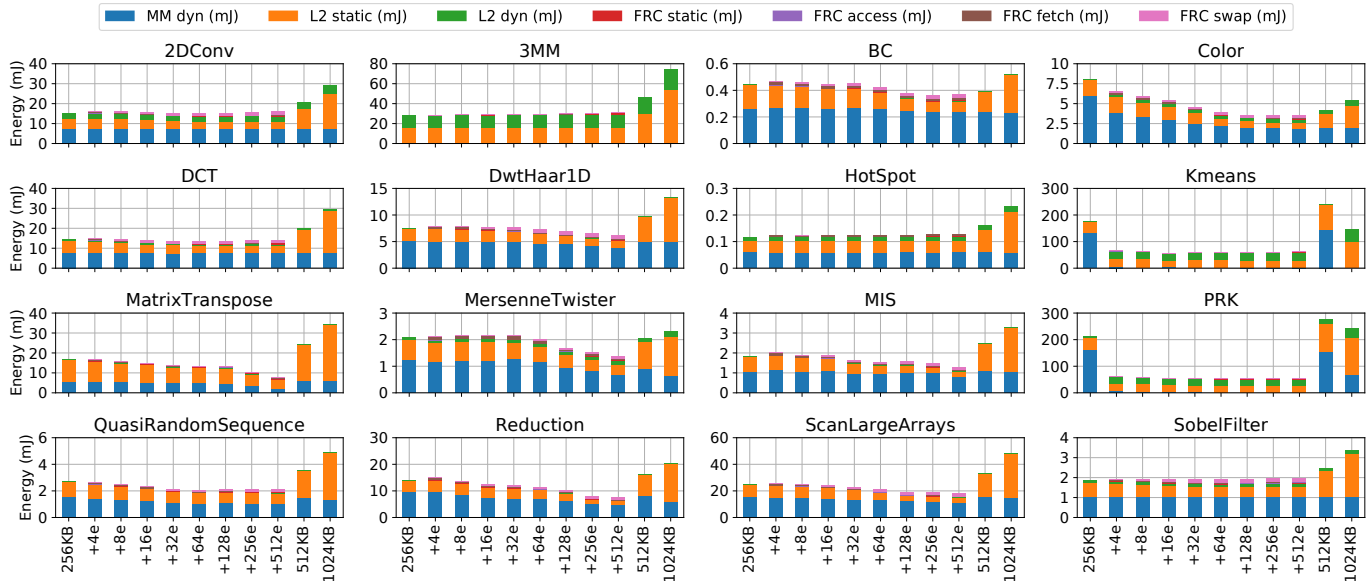 MM dyn (mJ) L2 static (mJ) L2 dyn (mJ) FRC static (mJ) FRC access (mJ) FRC fetch (mJ) FRC swap (mJ)
2DConv 3MM BC Color
Energy (mJ)
40 30 20 10 0
80 60 40 20 0
0.6 0.4 0.2 0
10 7.5 5 2.5 0
DCT DwtHaar1D HotSpot Kmeans
Energy (mJ)
40 30 20 10 0
15 10 5 0
0.3 0.2 0.1 0
300 200 100 0
MatrixTranspose MersenneTwister MIS PRK
Energy (mJ)
40 30 20 10 0
3 2 1 0
4 3 2 1 0
300 200 100 0
QuasiRandomSequence Reduction ScanLargeArrays SobelFilter
Energy (mJ)
6 4 2 0
30 20 10 0
60 40 20 0
4 3 2 1 0
256KB +4e +8e +16e +32e +64e +128e +256e +512e 512KB 1024KB
256KB +4e +8e +16e +32e +64e +128e +256e +512e 512KB 1024KB
256KB +4e +8e +16e +32e +64e +128e +256e +512e 512KB 1024KB
256KB +4e +8e +16e +32e +64e +128e +256e +512e 512KB 1024KB